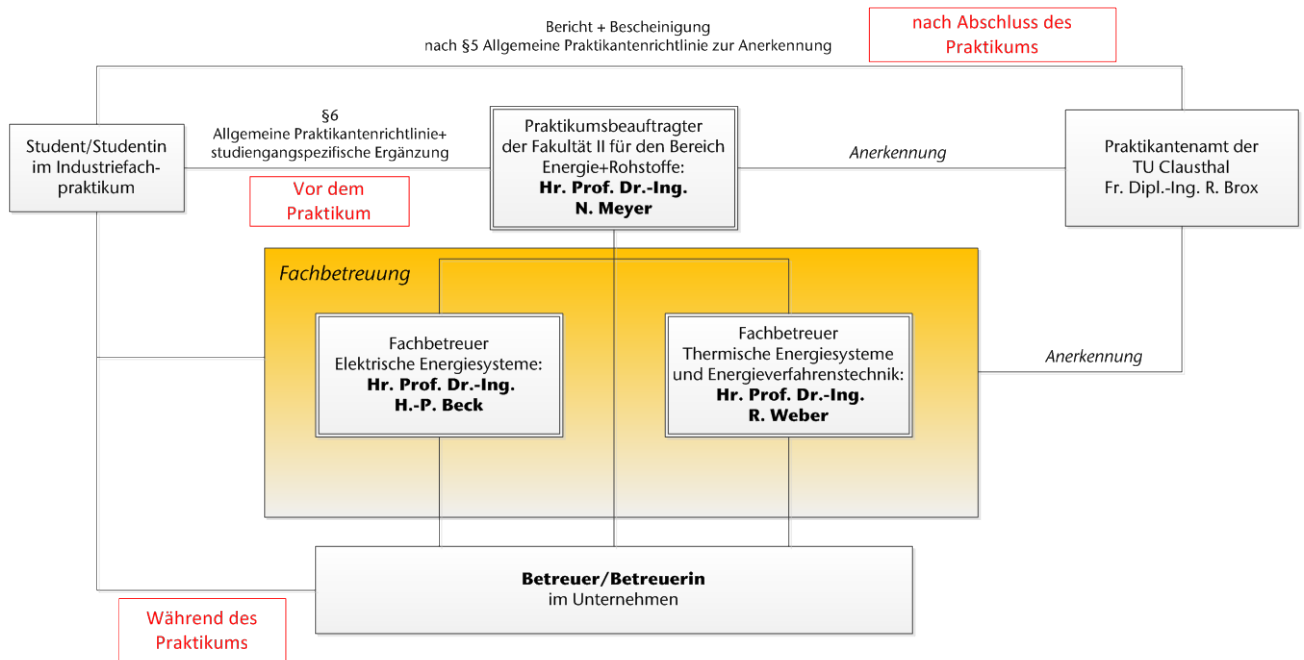 Bericht + Bescheinigung
nach §5 Allgemeine Praktikantenrichtlinie zur Anerkennung
nach Abschluss des
Praktikums
Student/Studentin
im Industriefach-
praktikum
§6
Allgemeine Praktikantenrichtlinie+
studiengangspezifische Ergänzung
Vor dem
Praktikum
Praktikumsbeauftragter
der Fakultät II für den Bereich
Energie+Rohstoffe:
Hr. Prof. Dr.-Ing.
N. Meyer
Anerkennung
Praktikantenamt der
TU Clausthal
Fr. Dipl.-Ing. R. Brox
Fachbetreuung
Fachbetreuer
Elektrische Energiesysteme:
Hr. Prof. Dr.-Ing.
H.-P. Beck
Fachbetreuer
Thermische Energiesysteme
und Energieverfahrenstechnik:
Hr. Prof. Dr.-Ing.
R. Weber
Anerkennung
Betreuer/Betreuerin
im Unternehmen
Während des
Praktikums